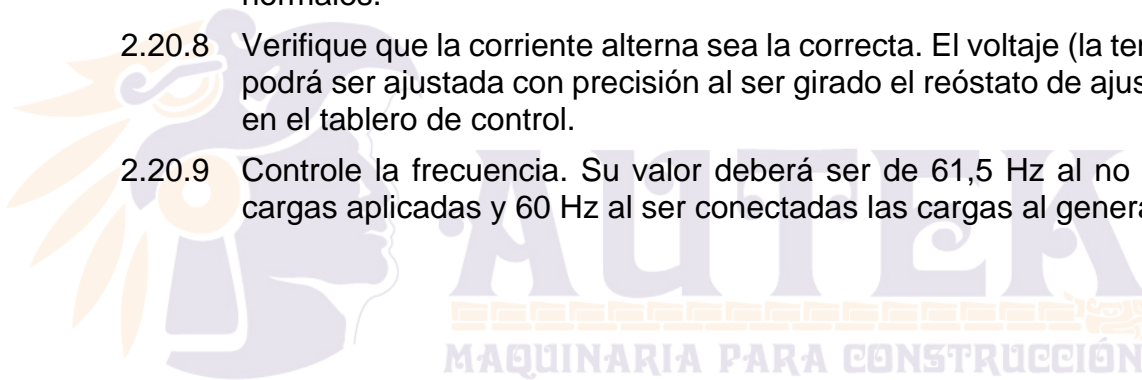 normales.
2.20.8 Verifique que la corriente alterna sea la correcta. El voltaje (la
podrá ser ajustada con precisión al ser girado el reóstato de
en el tablero de control.
2.20.9 Controle la frecuencia. Su valor deberá ser de 61,5 Hz al no
cargas aplicadas y 60 Hz al ser conectadas las cargas al
AUTEK
MAQUINARIA PARA CONSTRUCCIÓN